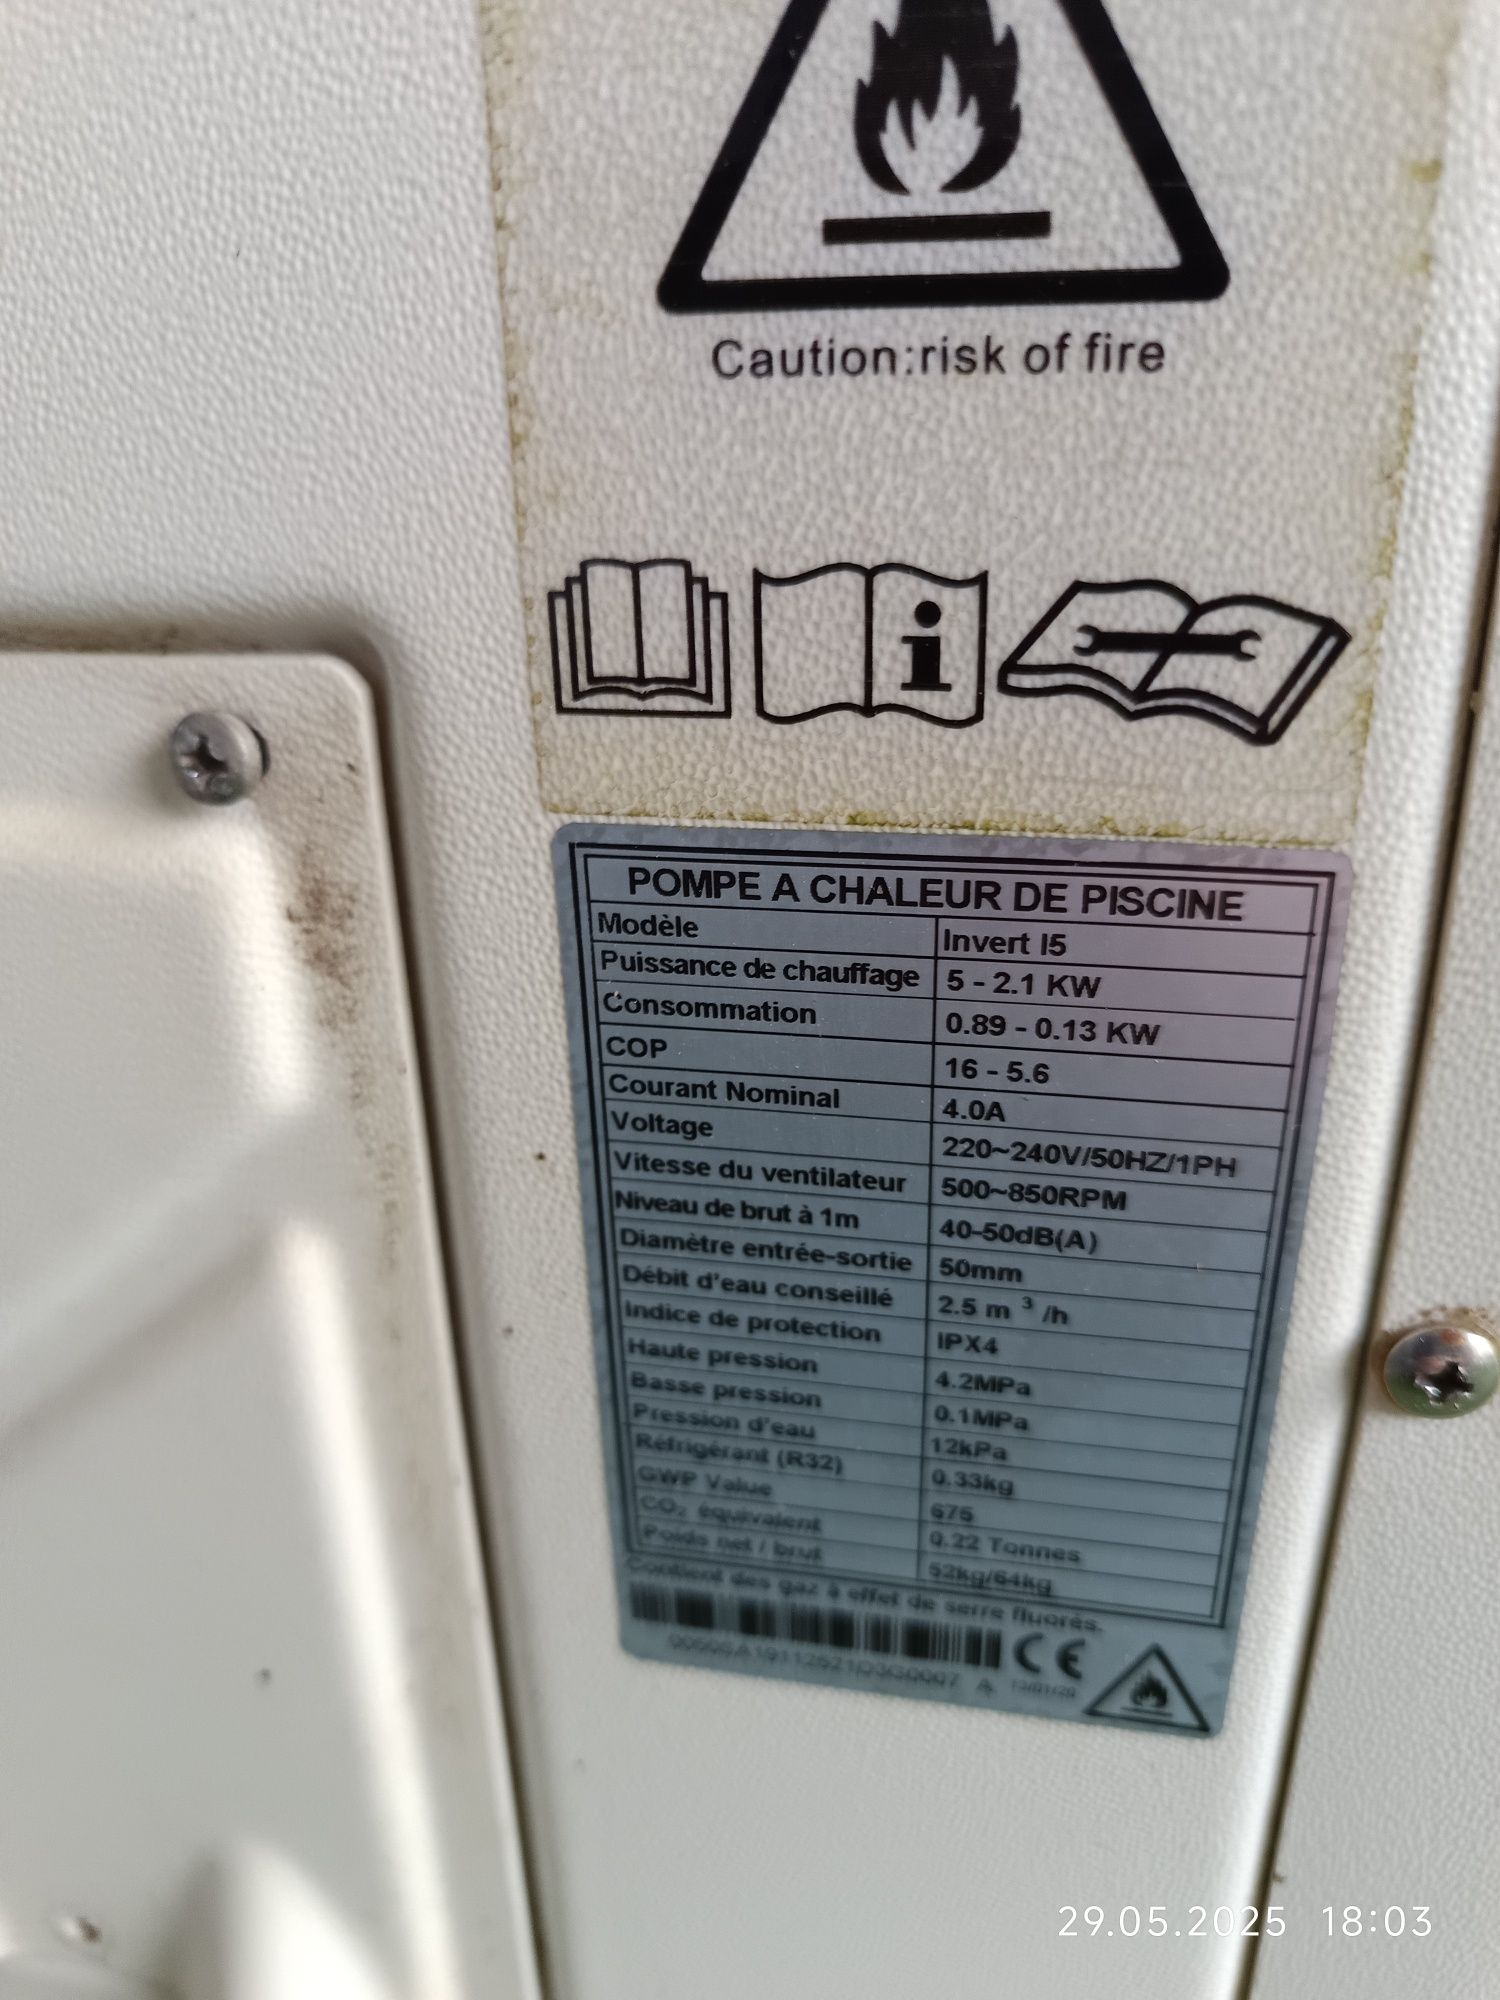 Caution:risk of fire
POMPE A CHALEUR DE PISCINE
Modèle Invert I5
Puissance de chauffage 5 - 2.1 KW
Consommation 0.89 - 0.13 KW
COP 16 - 5.6
Courant Nominal 4.0A
Voltage 220~240V/50HZ/1PH
Vitesse du ventilateur 500~850RPM
Niveau de brut à 1m 40-50dB(A)
Diamètre entrée-sortie 50mm
Débit d'eau conseillé 2.5 m ³ /h
Indice de protection IPX4
Haute pression 4.2MPa
Basse pression 0.1MPa
Pression d'eau 12kPa
Réfrigérant (R32) 0.33kg
GWP Value 675
CO₂ équivalent 0.22 Tonnes
Poids net / brut 52kg/64kg
Contient des gaz à effet de serre fluorés.
CE
29.05.2025 18:03